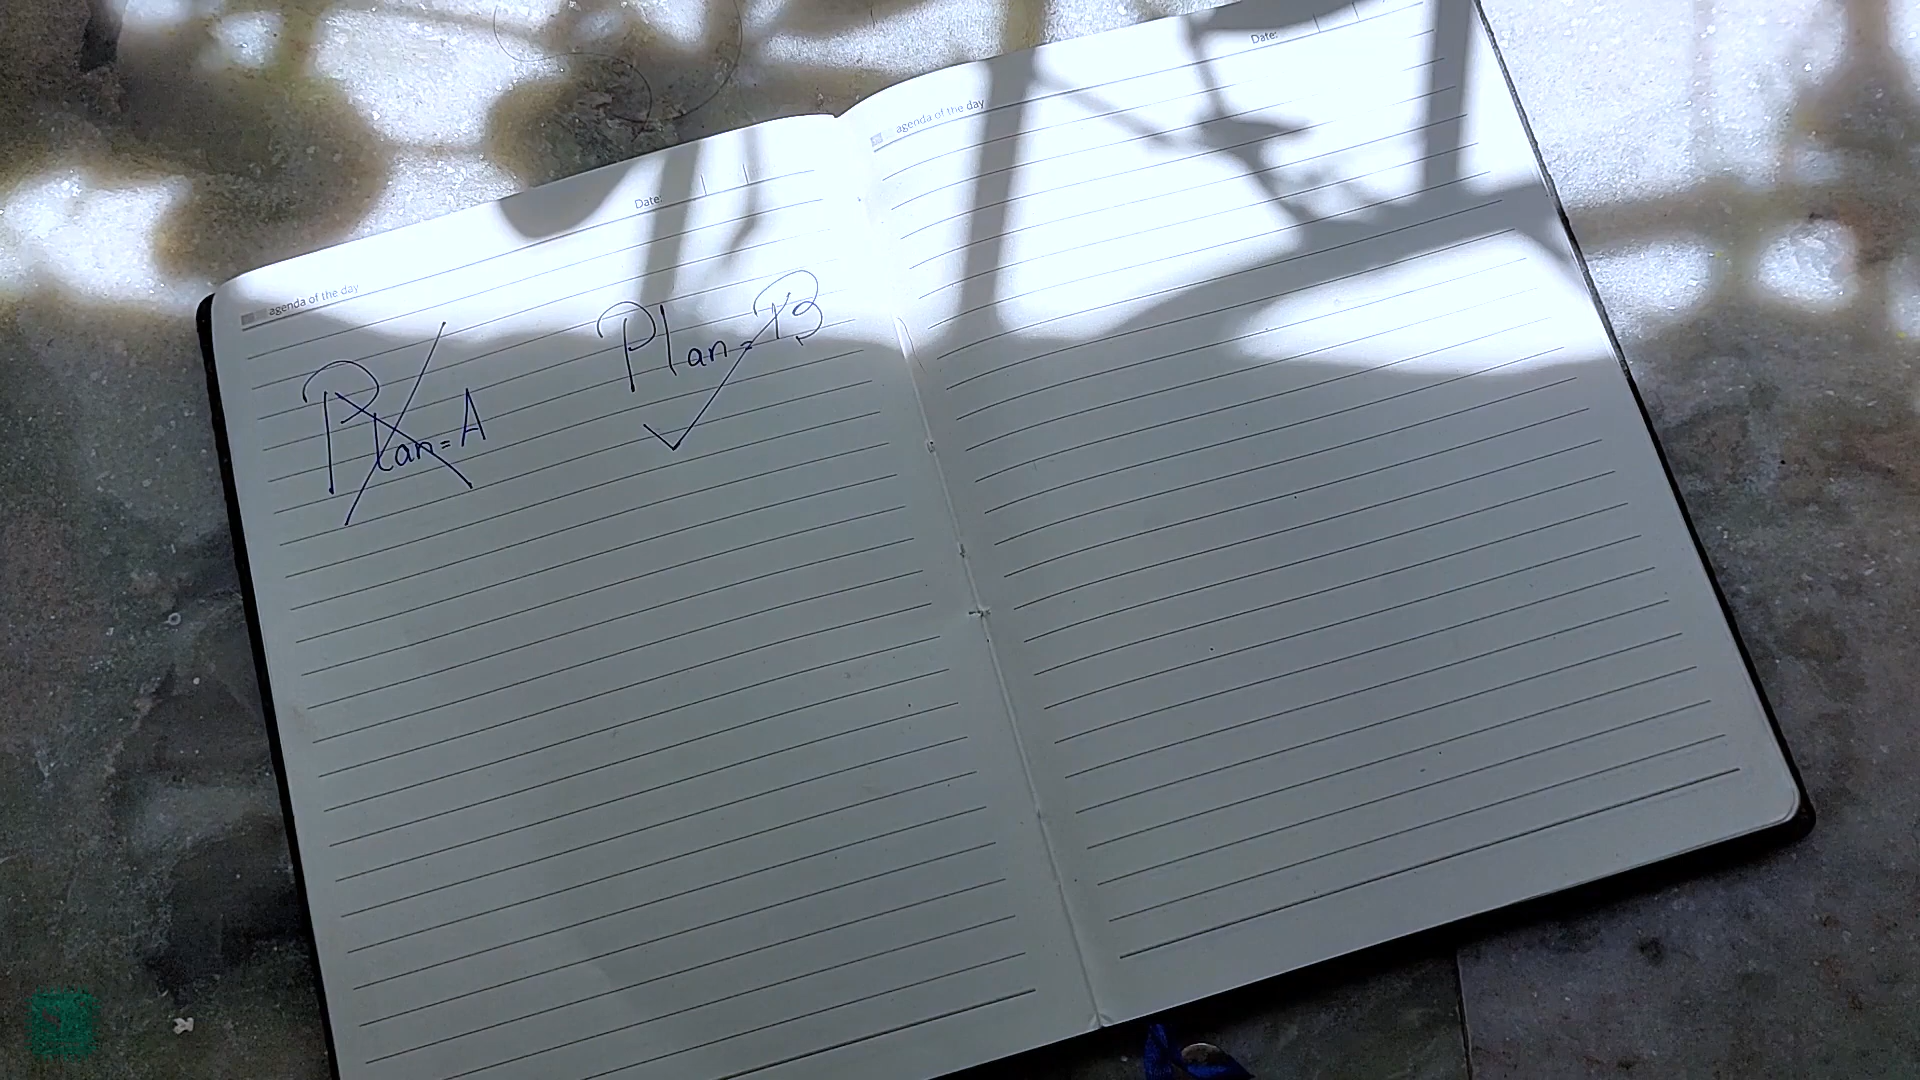 Date:
agenda of the day
Plan=A
Plan=B
Date:
agenda of the day